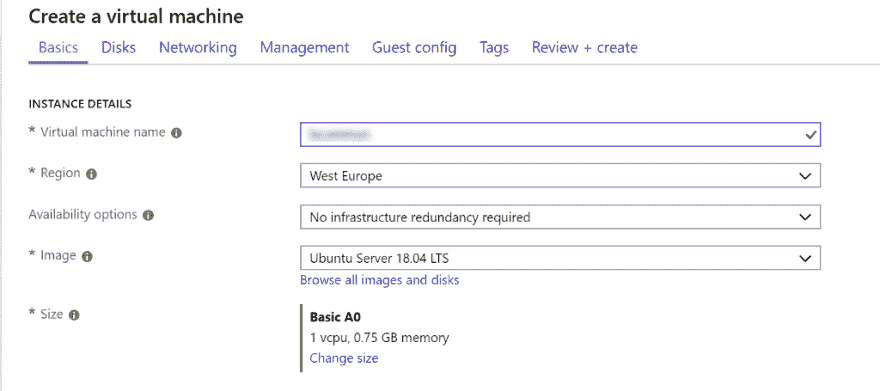 Create a virtual machine
Basics Disks Networking Management Guest config Tags Review + create
INSTANCE DETAILS
* Virtual machine name
* Region West Europe
Availability options No infrastructure redundancy required
* Image Ubuntu Server 18.04 LTS
Browse all images and disks
* Size Basic A0
1 vcpu, 0.75 GB memory
Change size